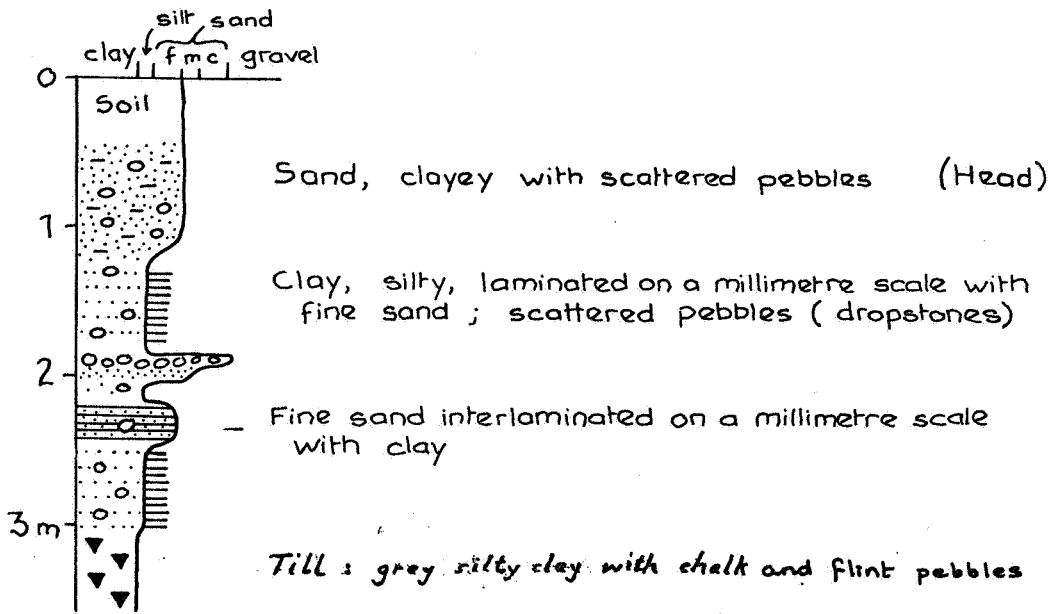 silt sand
clay f m c gravel
0
Soil
Sand, clayey with scattered pebbles (Head)
1
Clay, silty, laminated on a millimetre scale with
fine sand ; scattered pebbles ( dropstones)
2
Fine sand interlaminated on a millimetre scale
with clay
3m
Till : grey silty clay with chalk and flint pebbles